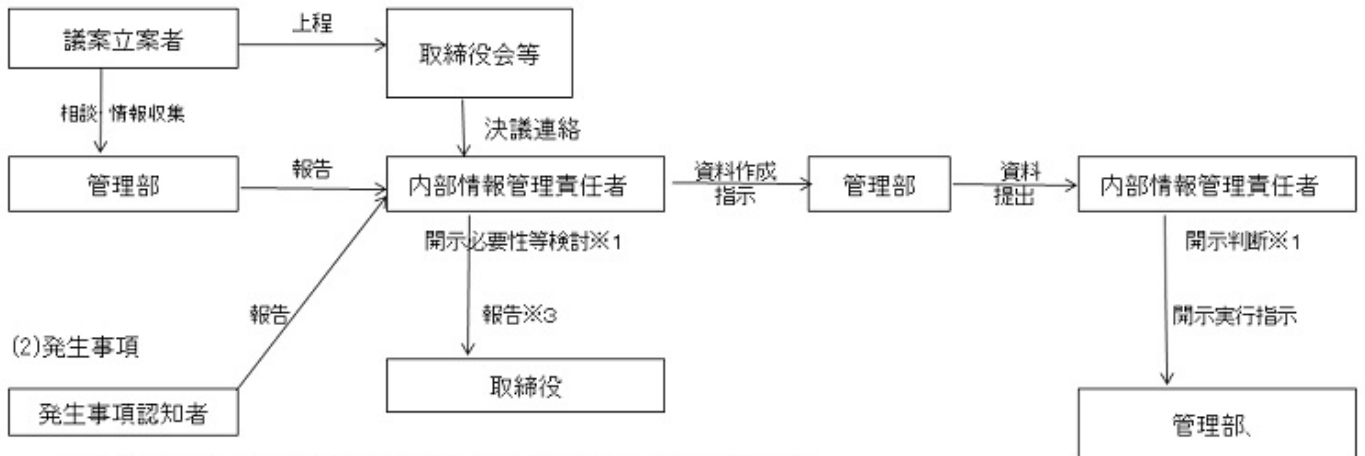 議案立案者
上程
取締役会等
相談・情報収集
決議連絡
管理部
報告
内部情報管理責任者
資料作成
指示
管理部
資料
提出
内部情報管理責任者
開示必要性等検討※1
開示判断※1
報告
報告※3
開示実行指示
(2)発生事項
取締役
発生事項認知者
管理部、